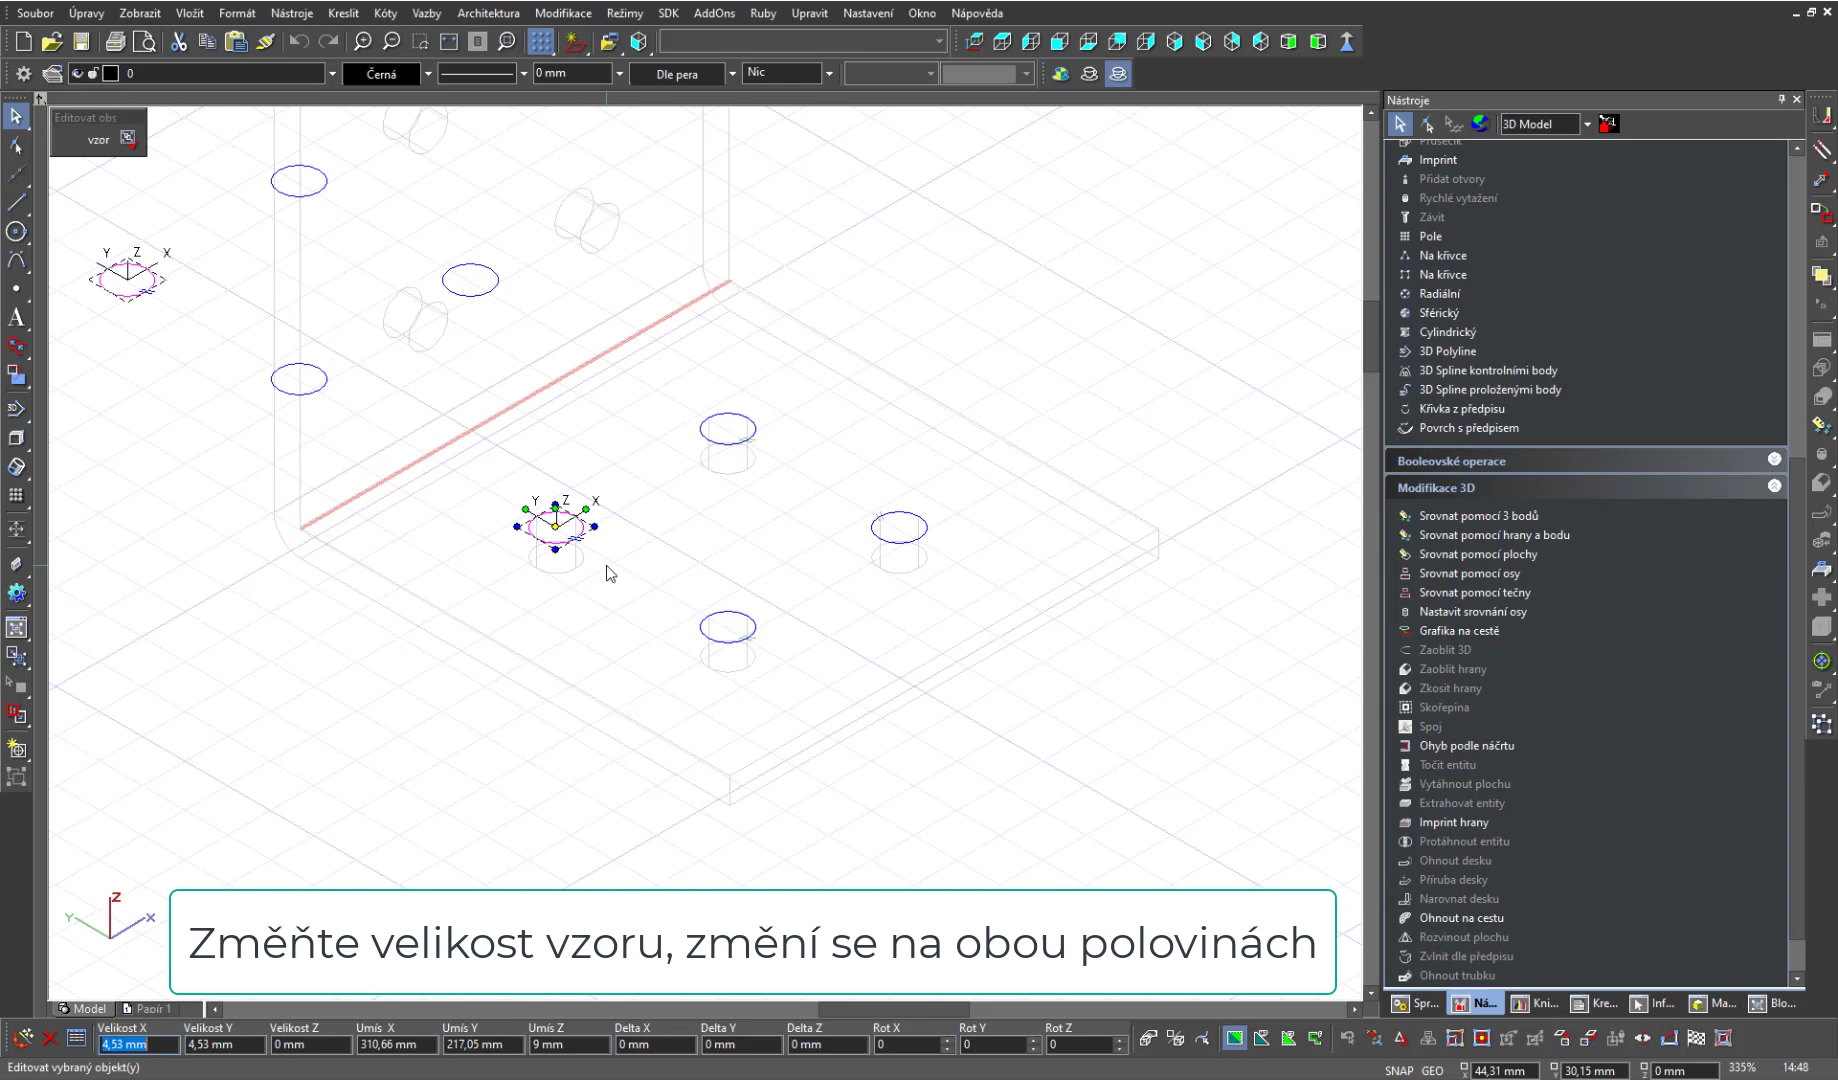 Soubor Úpravy Zobrazit Vložit Formát Nástroje Kreslit Kóty Vazby Architektura Modifikace Režimy SDK AddOns Ruby Upravit Nastavení Okno Nápověda
0 Černá 0 mm Dle pera Nic
Editovat obs
vzor
Y Z X
Y Z X
Z
Y X
Změňte velikost vzoru, změní se na obou polovinách
Nástroje
3D Model
Průsečík
Imprint
Přidat otvory
Rychlé vytažení
Závit
Pole
Na křivce
Na křivce
Radiální
Sférický
Cylindrický
3D Polyline
3D Spline kontrolními body
3D Spline proloženými body
Křivka z předpisu
Povrch s předpisem
Booleovské operace
Modifikace 3D
Srovnat pomocí 3 bodů
Srovnat pomocí hrany a bodu
Srovnat pomocí plochy
Srovnat pomocí osy
Srovnat pomocí tečny
Nastavit srovnání osy
Grafika na cestě
Zaoblit 3D
Zaoblit hrany
Zkosit hrany
Skořepina
Spoj
Ohyb podle náčrtu
Točit entitu
Vytáhnout plochu
Extrahovat entity
Imprint hrany
Protáhnout entitu
Ohnout desku
Příruba desky
Narovnat desku
Ohnout na cestu
Rozvinout plochu
Zvlnit dle předpisu
Ohnout trubku
Spr... Ná... Kni... Kre... Inf... Ma... Blo...
Model Papír 1
Velikost X Velikost Y Velikost Z Umís X Umís Y Umís Z Delta X Delta Y Delta Z Rot X Rot Y Rot Z
4,53 mm 4,53 mm 0 mm 310,66 mm 217,05 mm 9 mm 0 mm 0 mm 0 mm 0 0 0
Editovat vybraný objekt(y)
SNAP GEO 44,31 mm 30,15 mm 0 mm 335% 14:48